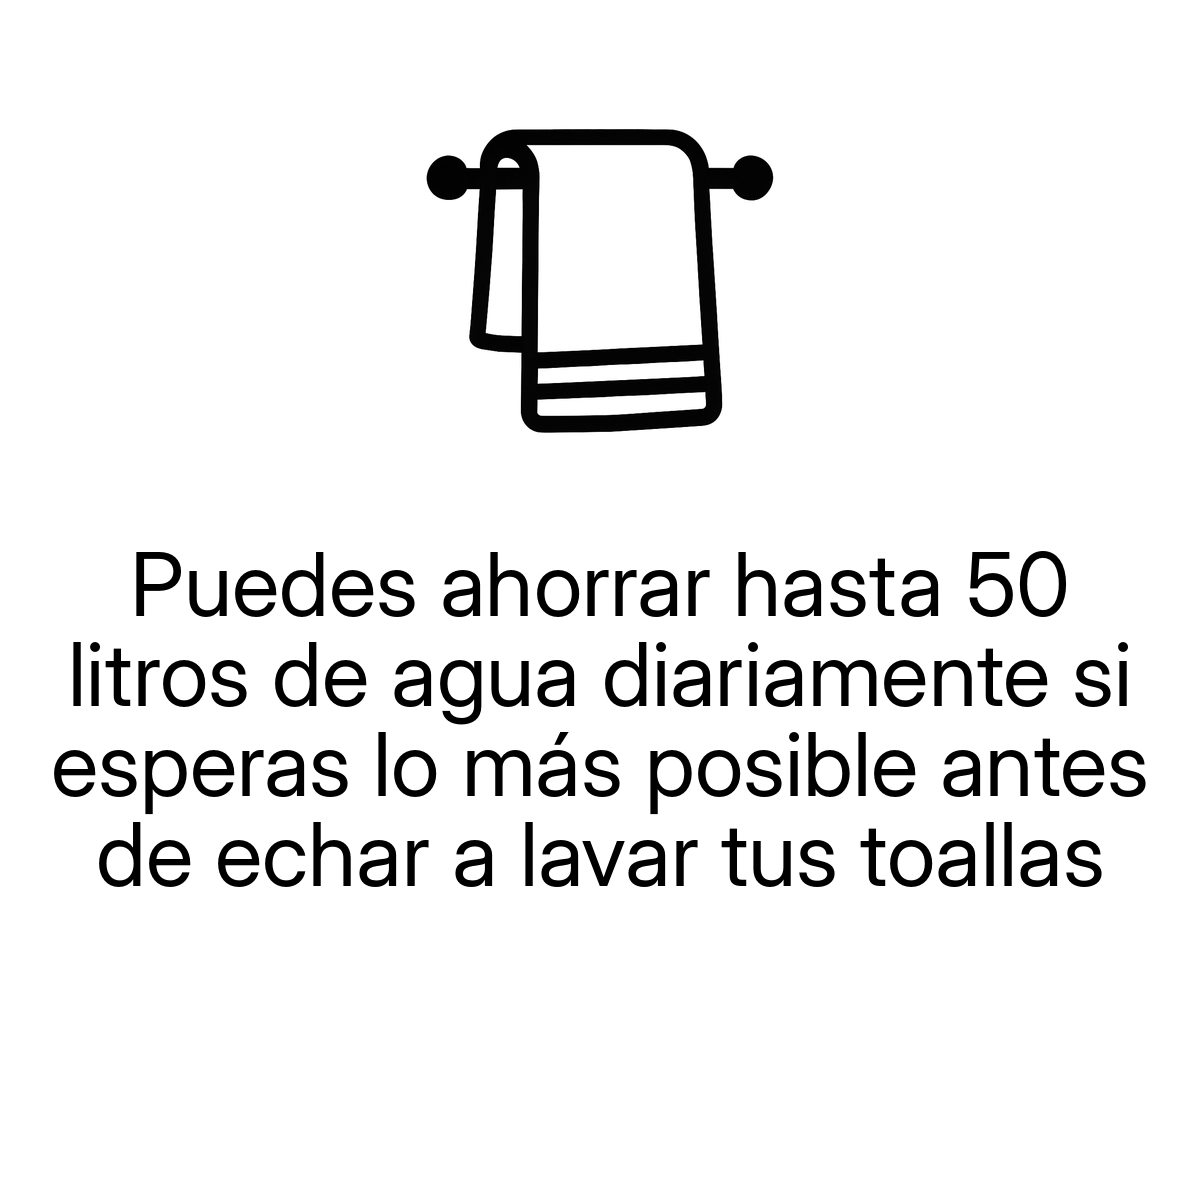 Puedes ahorrar hasta 50
litros de agua diariamente si
esperas lo más posible antes
de echar a lavar tus toallas